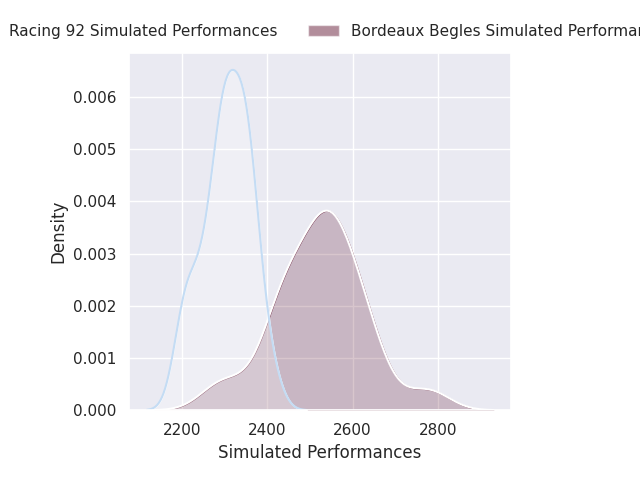 Racing 92 Simulated Performances
Bordeaux Begles Simulated
0.006
0.005
0.004
0.003
0.002
0.001
0.000
Density
2200 2400 2600 2800
Simulated Performances